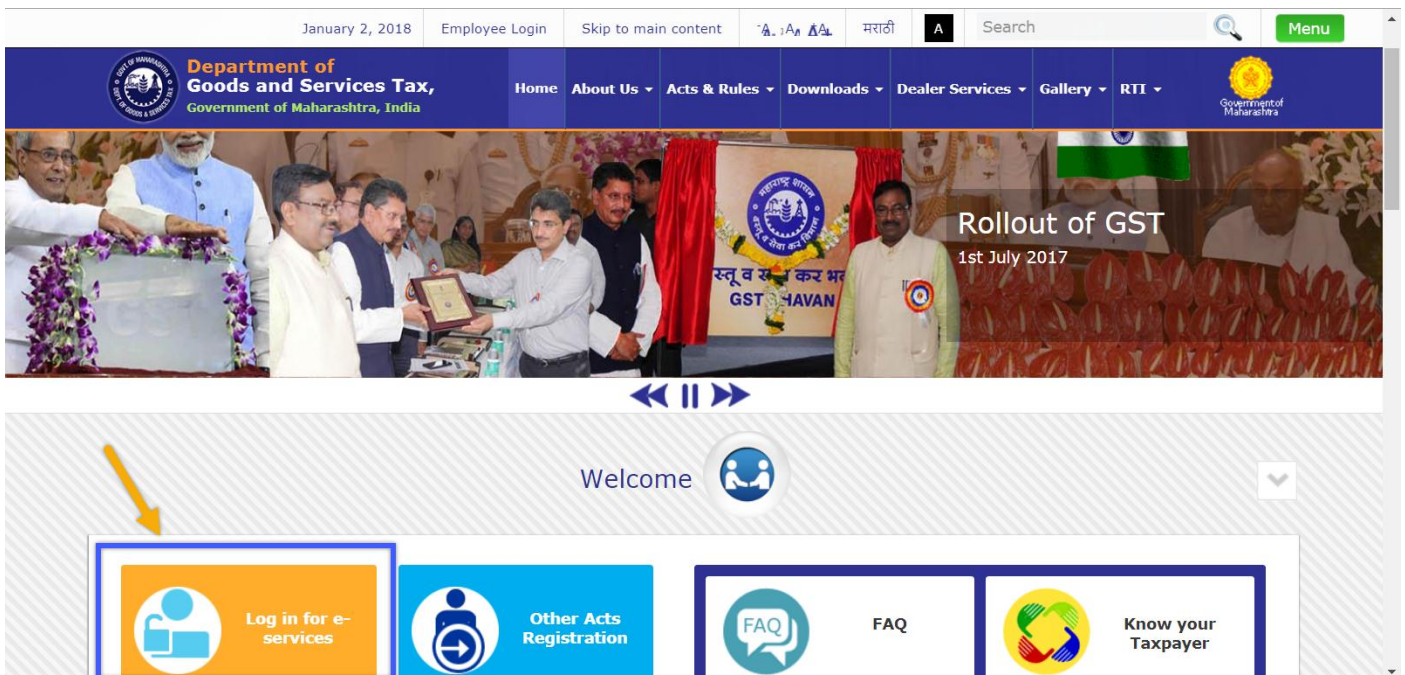 January 2, 2018 Employee Login Skip to main content मराठी A Search Menu
Department of
Goods and Services Tax,
Government of Maharashtra, India
Home About Us Acts & Rules Downloads Dealer Services Gallery RTI
Government of
Maharashtra
महाराष्ट्र शासन
GST
Rollout of GST
1st July 2017
Welcome
Log in for e-
services
Other Acts
Registration
FAQ
FAQ
Know your
Taxpayer